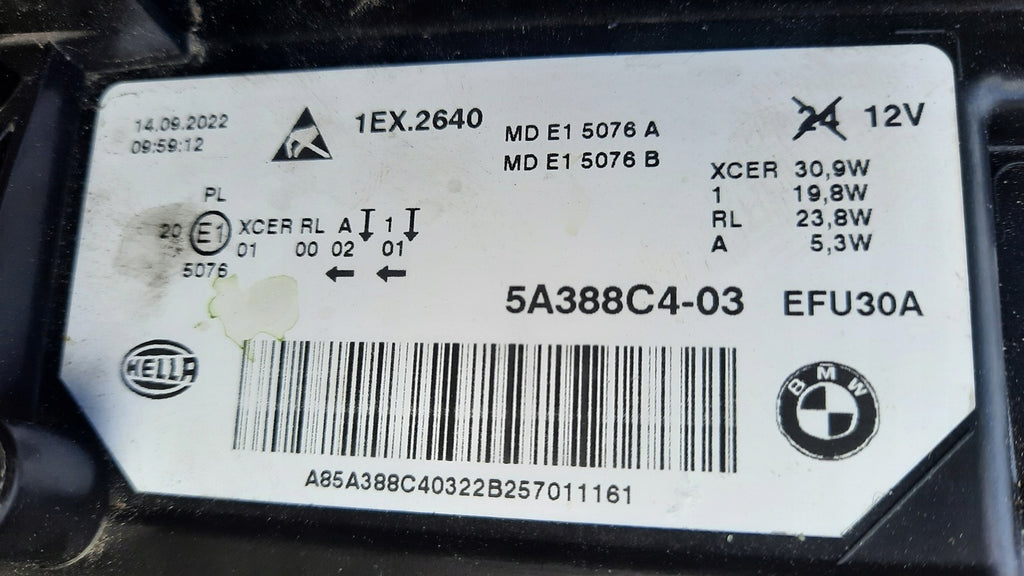 14.09.2022
09:59:12
1EX.2640
MD E1 5076 A
MD E1 5076 B
24 12V
XCER 30,9W
1 19,8W
RL 23,8W
A 5,3W
PL
20 E1 XCER RL A 1
01 00 02 01
5076
5A388C4-03 EFU30A
HELLA
BMW
A85A388C40322B257011161